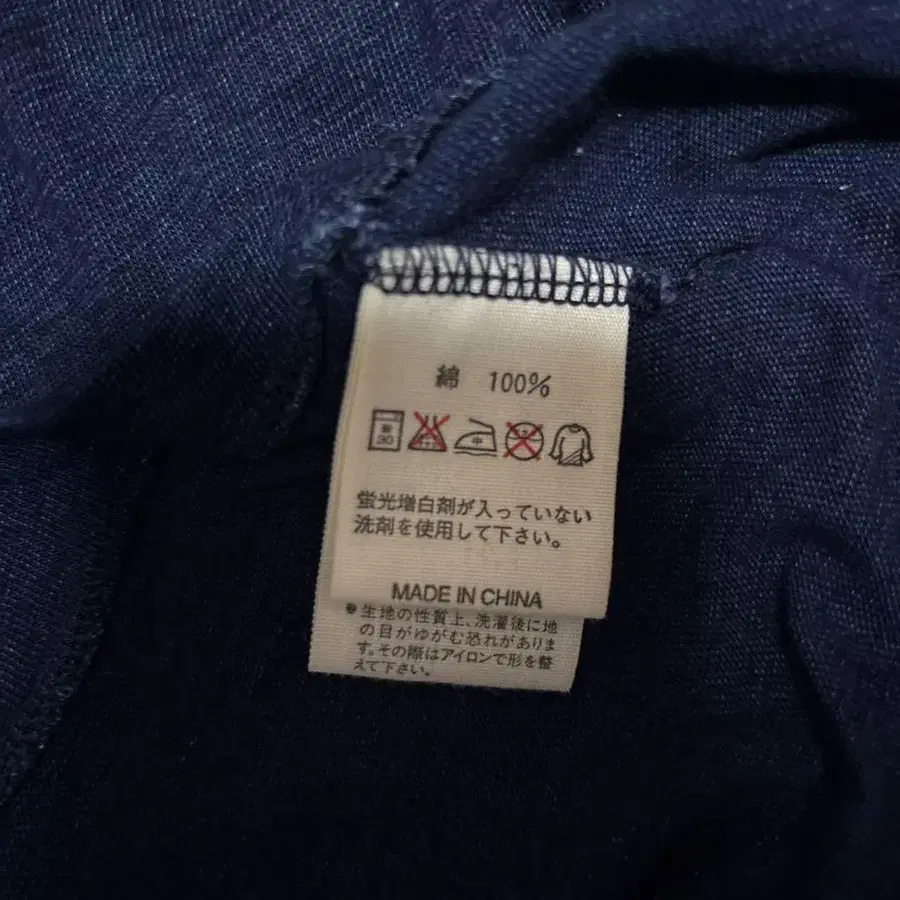 綿 100%
30
中
蛍光増白剤が入っていない
洗剤を使用して下さい。
MADE IN CHINA
生地の性質上、洗濯後に地
の目がゆがむ恐れがありま
す。その際はアイロンで形を整
えて下さい。